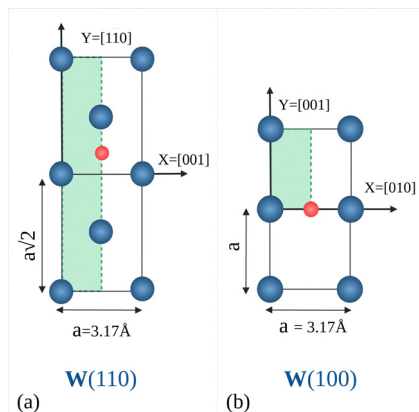 Y=[110]
X=[001]
a√2
a=3.17Å
W(110)
(a)
Y=[001]
X=[010]
a
a = 3.17Å
W(100)
(b)